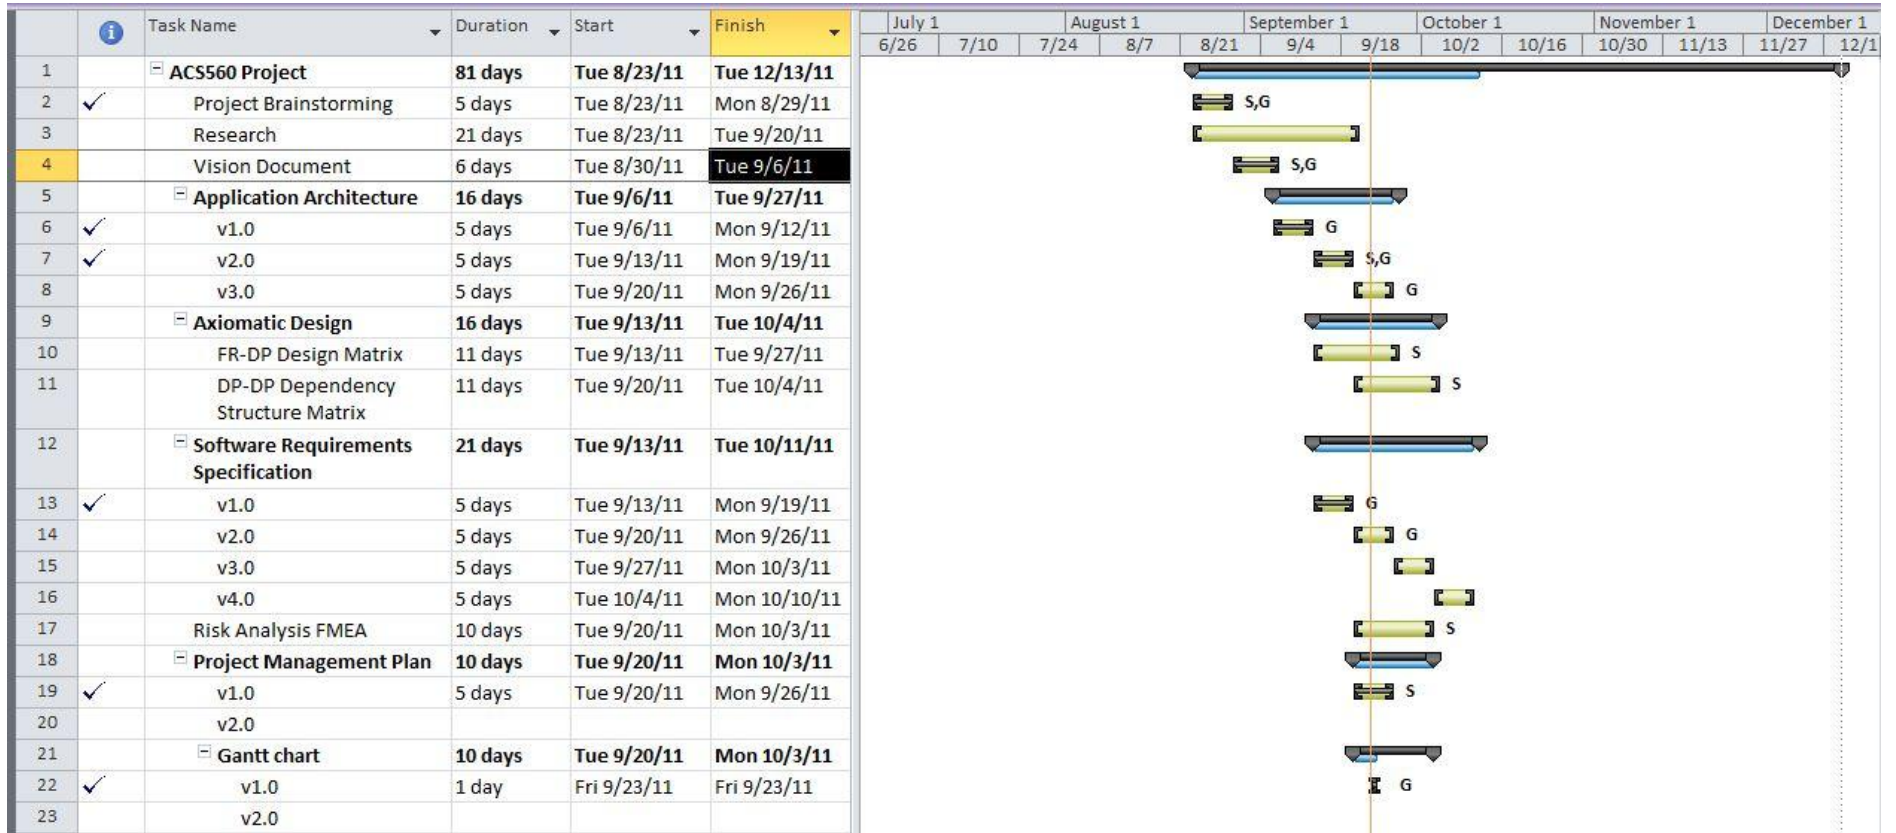 Task Name Duration Start Finish July 1 August 1 September 1 October 1 November 1 December 1
6/26 7/10 7/24 8/7 8/21 9/4 9/18 10/2 10/16 10/30 11/13 11/27 12/1
1 ACS560 Project 81 days Tue 8/23/11 Tue 12/13/11
2 Project Brainstorming 5 days Tue 8/23/11 Mon 8/29/11 S,G
3 Research 21 days Tue 8/23/11 Tue 9/20/11
4 Vision Document 6 days Tue 8/30/11 Tue 9/6/11 S,G
5 Application Architecture 16 days Tue 9/6/11 Tue 9/27/11
6 v1.0 5 days Tue 9/6/11 Mon 9/12/11 G
7 v2.0 5 days Tue 9/13/11 Mon 9/19/11 S,G
8 v3.0 5 days Tue 9/20/11 Mon 9/26/11 G
9 Axiomatic Design 16 days Tue 9/13/11 Tue 10/4/11
10 FR-DP Design Matrix 11 days Tue 9/13/11 Tue 9/27/11 S
11 DP-DP Dependency 11 days Tue 9/20/11 Tue 10/4/11 S
Structure Matrix
12 Software Requirements 21 days Tue 9/13/11 Tue 10/11/11
Specification
13 v1.0 5 days Tue 9/13/11 Mon 9/19/11 G
14 v2.0 5 days Tue 9/20/11 Mon 9/26/11 G
15 v3.0 5 days Tue 9/27/11 Mon 10/3/11
16 v4.0 5 days Tue 10/4/11 Mon 10/10/11
17 Risk Analysis FMEA 10 days Tue 9/20/11 Mon 10/3/11 S
18 Project Management Plan 10 days Tue 9/20/11 Mon 10/3/11
19 v1.0 5 days Tue 9/20/11 Mon 9/26/11 S
20 v2.0
21 Gantt chart 10 days Tue 9/20/11 Mon 10/3/11
22 v1.0 1 day Fri 9/23/11 Fri 9/23/11 G
23 v2.0